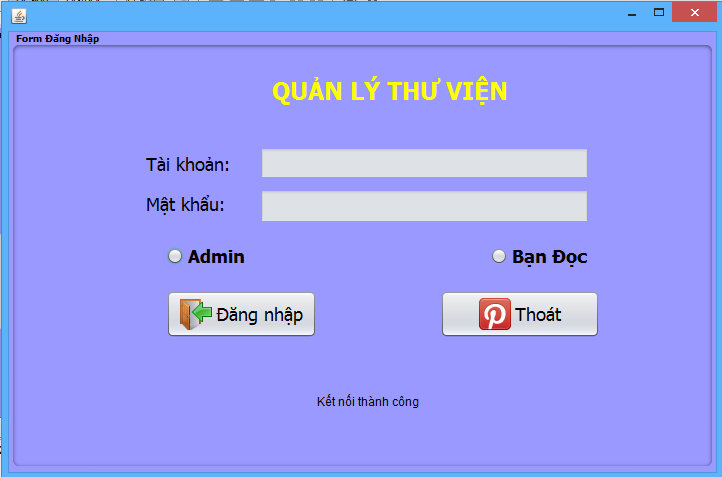 Form Đăng Nhập
QUẢN LÝ THƯ VIỆN
Tài khoản:
Mật khẩu:
Admin
Bạn Đọc
Đăng nhập
Thoát
Kết nối thành công